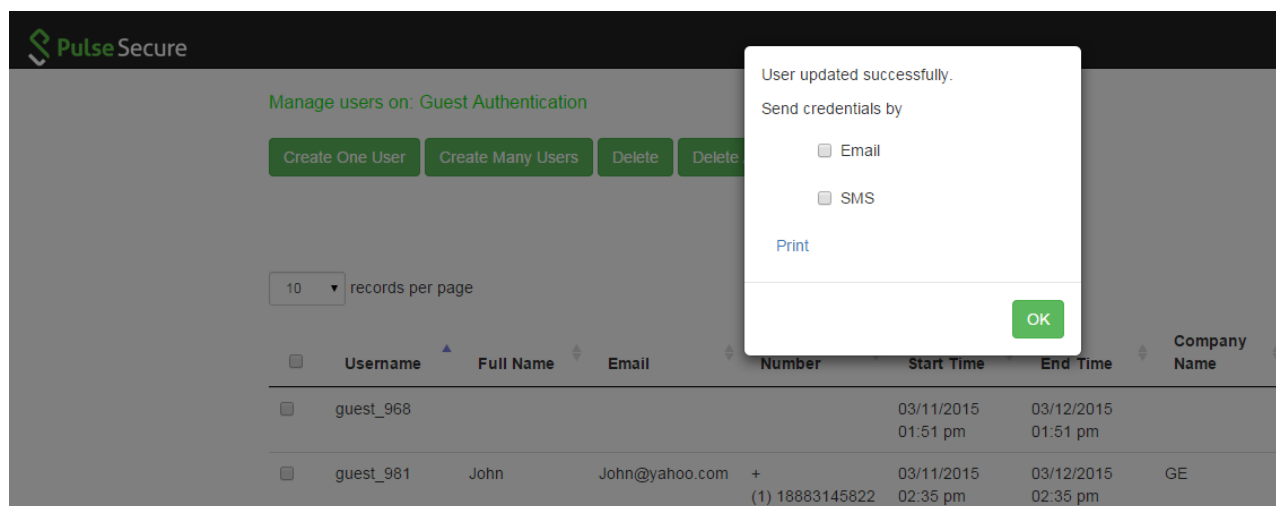 Pulse Secure
User updated successfully.
Manage users on: Guest Authentication
Send credentials by
Create One User Create Many Users Delete Delete
Email
SMS
Print
10 records per page
OK
Username Full Name Email Number Start Time End Time Company Name
guest_968 03/11/2015 03/12/2015
01:51 pm 01:51 pm
guest_981 John John@yahoo.com + 03/11/2015 03/12/2015 GE
(1) 18883145822 02:35 pm 02:35 pm